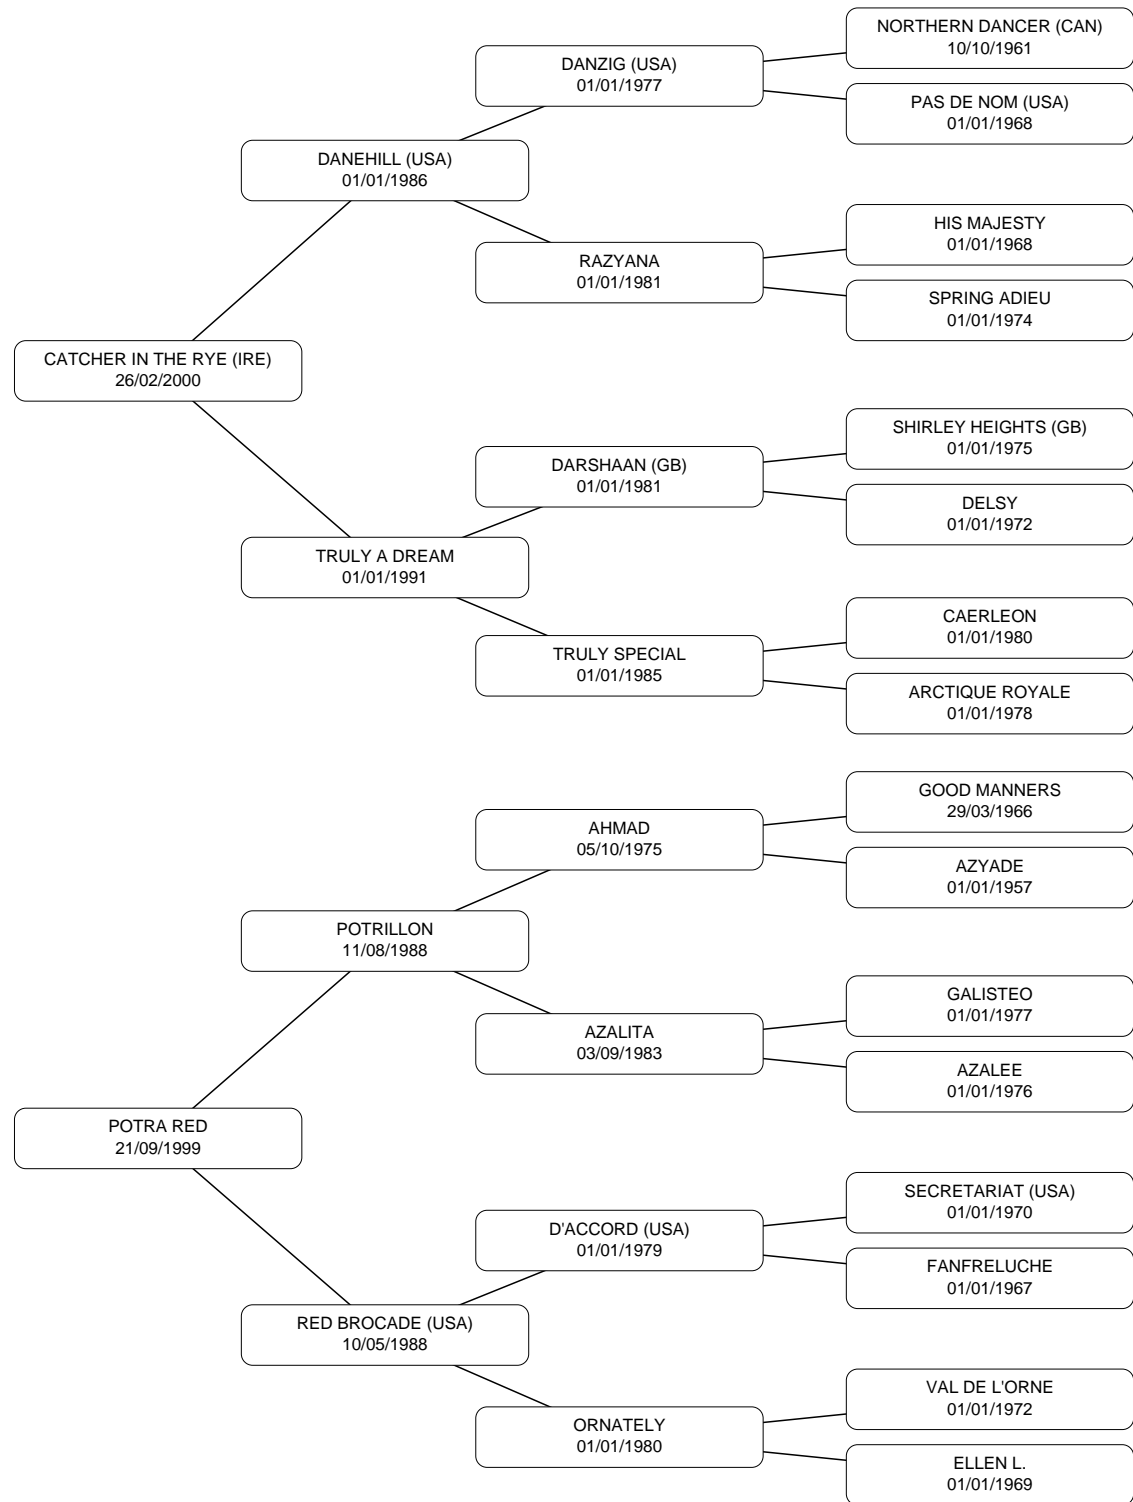 NORTHERN DANCER (CAN)
10/10/1961
DANZIG (USA)
01/01/1977
PAS DE NOM (USA)
01/01/1968
DANEHILL (USA)
01/01/1986
HIS MAJESTY
01/01/1968
RAZYANA
01/01/1981
SPRING ADIEU
01/01/1974
CATCHER IN THE RYE (IRE)
26/02/2000
SHIRLEY HEIGHTS (GB)
01/01/1975
DARSHAAN (GB)
01/01/1981
DELSY
01/01/1972
TRULY A DREAM
01/01/1991
CAERLEON
01/01/1980
TRULY SPECIAL
01/01/1985
ARCTIQUE ROYALE
01/01/1978
GOOD MANNERS
29/03/1966
AHMAD
05/10/1975
AZYADE
01/01/1957
POTRILLON
11/08/1988
GALISTEO
01/01/1977
AZALITA
03/09/1983
AZALEE
01/01/1976
POTRA RED
21/09/1999
SECRETARIAT (USA)
01/01/1970
D'ACCORD (USA)
01/01/1979
FANFRELUCHE
01/01/1967
RED BROCADE (USA)
10/05/1988
VAL DE L'ORNE
01/01/1972
ORNATELY
01/01/1980
ELLEN L.
01/01/1969